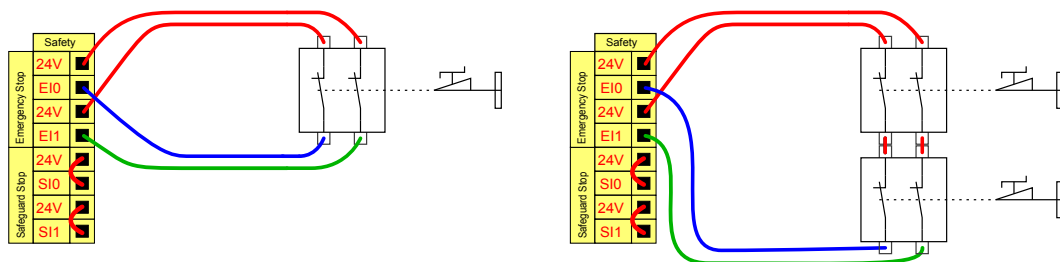 Safety
Emergency Stop
24V
EI0
24V
EI1
Safeguard Stop
24V
SI0
24V
SI1
Safety
Emergency Stop
24V
EI0
24V
EI1
Safeguard Stop
24V
SI0
24V
SI1